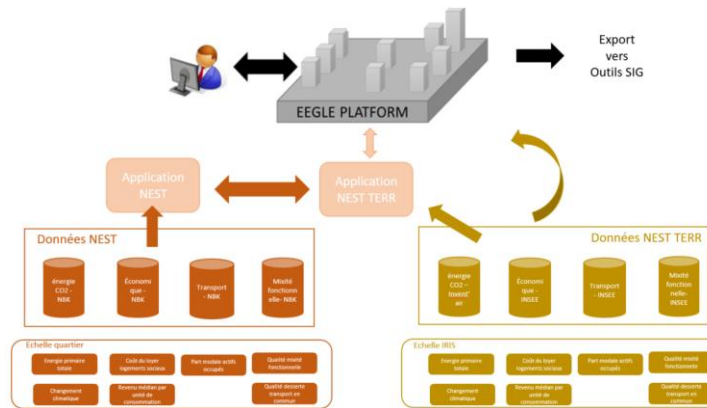 Export
vers
Outils SIG
EEGLE PLATFORM
Application
NEST
Application
NEST TERR
Données NEST
énergie
CO2 -
NBK
Économi
que -
NBK
Transport
- NBK
Mixité
fonctionn
elle- NBK
Données NEST TERR
énergie
CO2 –
Invent'
air
Économi
que -
INSEE
Transport
- INSEE
Mixité
fonction
nelle-
INSEE
Echelle quartier
Energie primaire
totale
Coût du loyer
logements sociaux
Part modale actifs
occupés
Qualité mixité
fonctionnelle
Changement
climatique
Revenu médian par
unité de
consommation
Qualité desserte
transport en
commun
Echelle IRIS
Energie primaire
totale
Coût du loyer
logements sociaux
Part modale actifs
occupés
Qualité mixité
fonctionnelle
Changement
climatique
Revenu médian par
unité de
consommation
Qualité desserte
transport en
commun